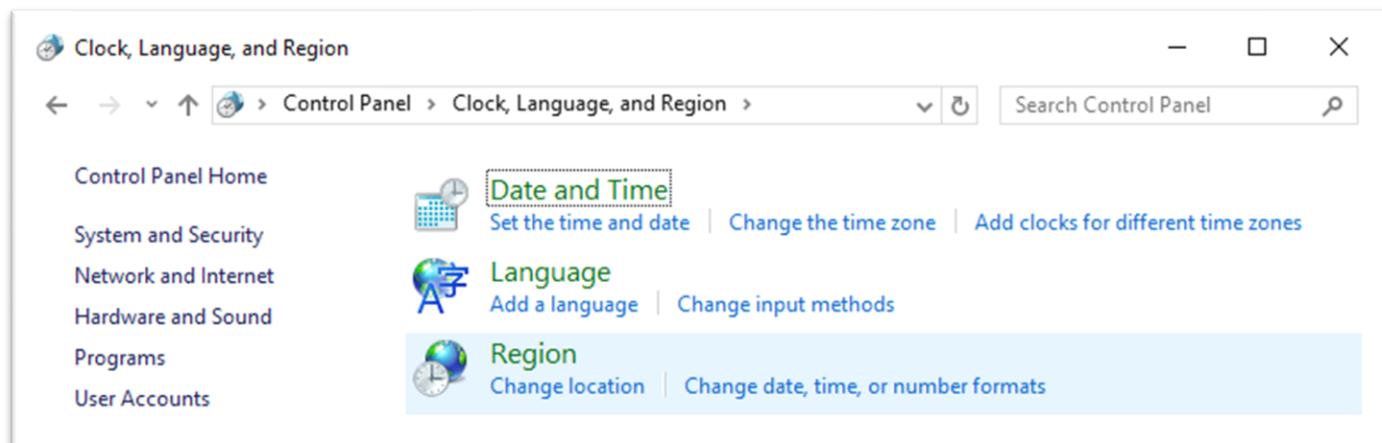 Clock, Language, and Region
Control Panel > Clock, Language, and Region >
Search Control Panel
Control Panel Home
System and Security
Network and Internet
Hardware and Sound
Programs
User Accounts
Date and Time
Set the time and date | Change the time zone | Add clocks for different time zones
Language
Add a language | Change input methods
Region
Change location | Change date, time, or number formats